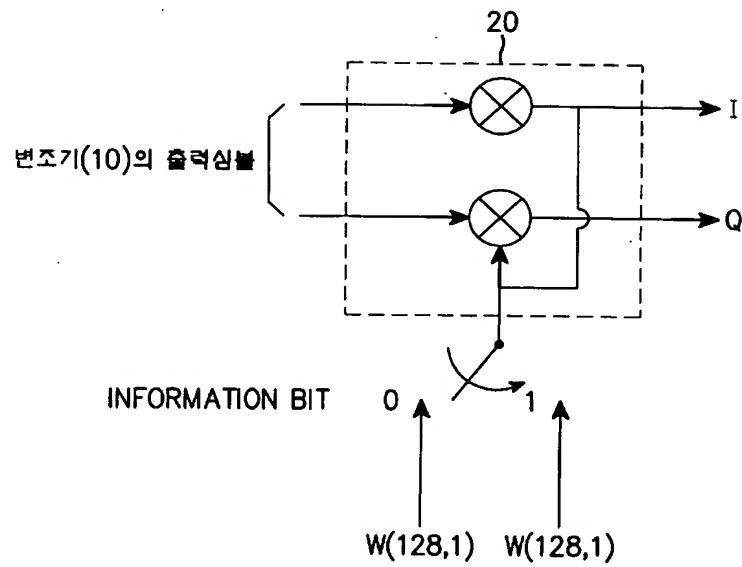 20
I
변조기(10)의 출력심볼
Q
INFORMATION BIT 0 1
W(128,1) W(128,1)